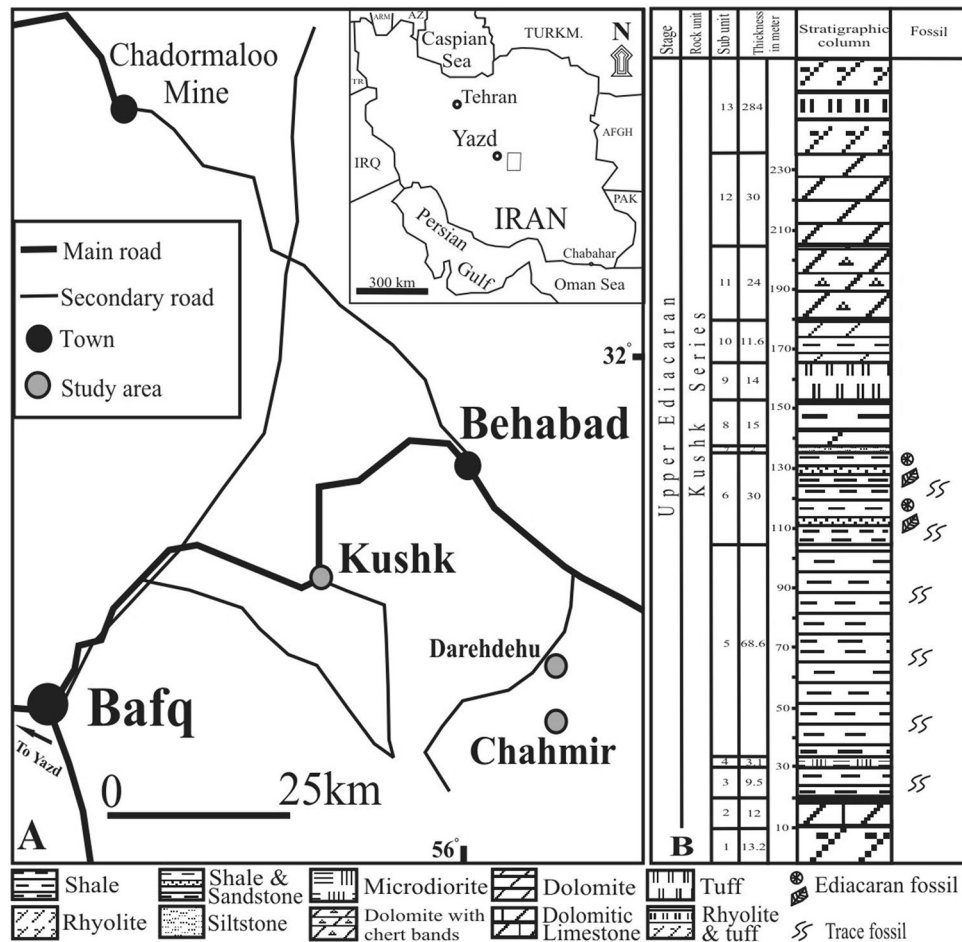 Chadormaloo
Mine
Main road
Secondary road
Town
Study area
ARM
AZ
Caspian
Sea
TURKM.
N
TR
Tehran
Yazd
AFGH
IRQ
IRAN
PAK
Persian
Gulf
Chabahar
Oman Sea
300 km
32°
Behabad
Kushk
Darehdehu
Bafq
Chahmir
To Yazd
0 25km
A
56°
Stage
Rock unit
Sub unit
Thickness
in meter
Stratigraphic
column
Fossil
Upper Ediacaran
Kushk Series
13 284
12 30
11 24
10 11.6
9 14
8 15
7 2
6 30
5 68.6
4 3.1
3 9.5
2 12
1 13.2
230
210
190
170
150
130
110
90
70
50
30
10
B
Shale
Shale &
Sandstone
Microdiorite
Dolomite
Tuff
Ediacaran fossil
Rhyolite
Siltstone
Dolomite with
chert bands
Dolomitic
Limestone
Rhyolite
& tuff
Trace fossil